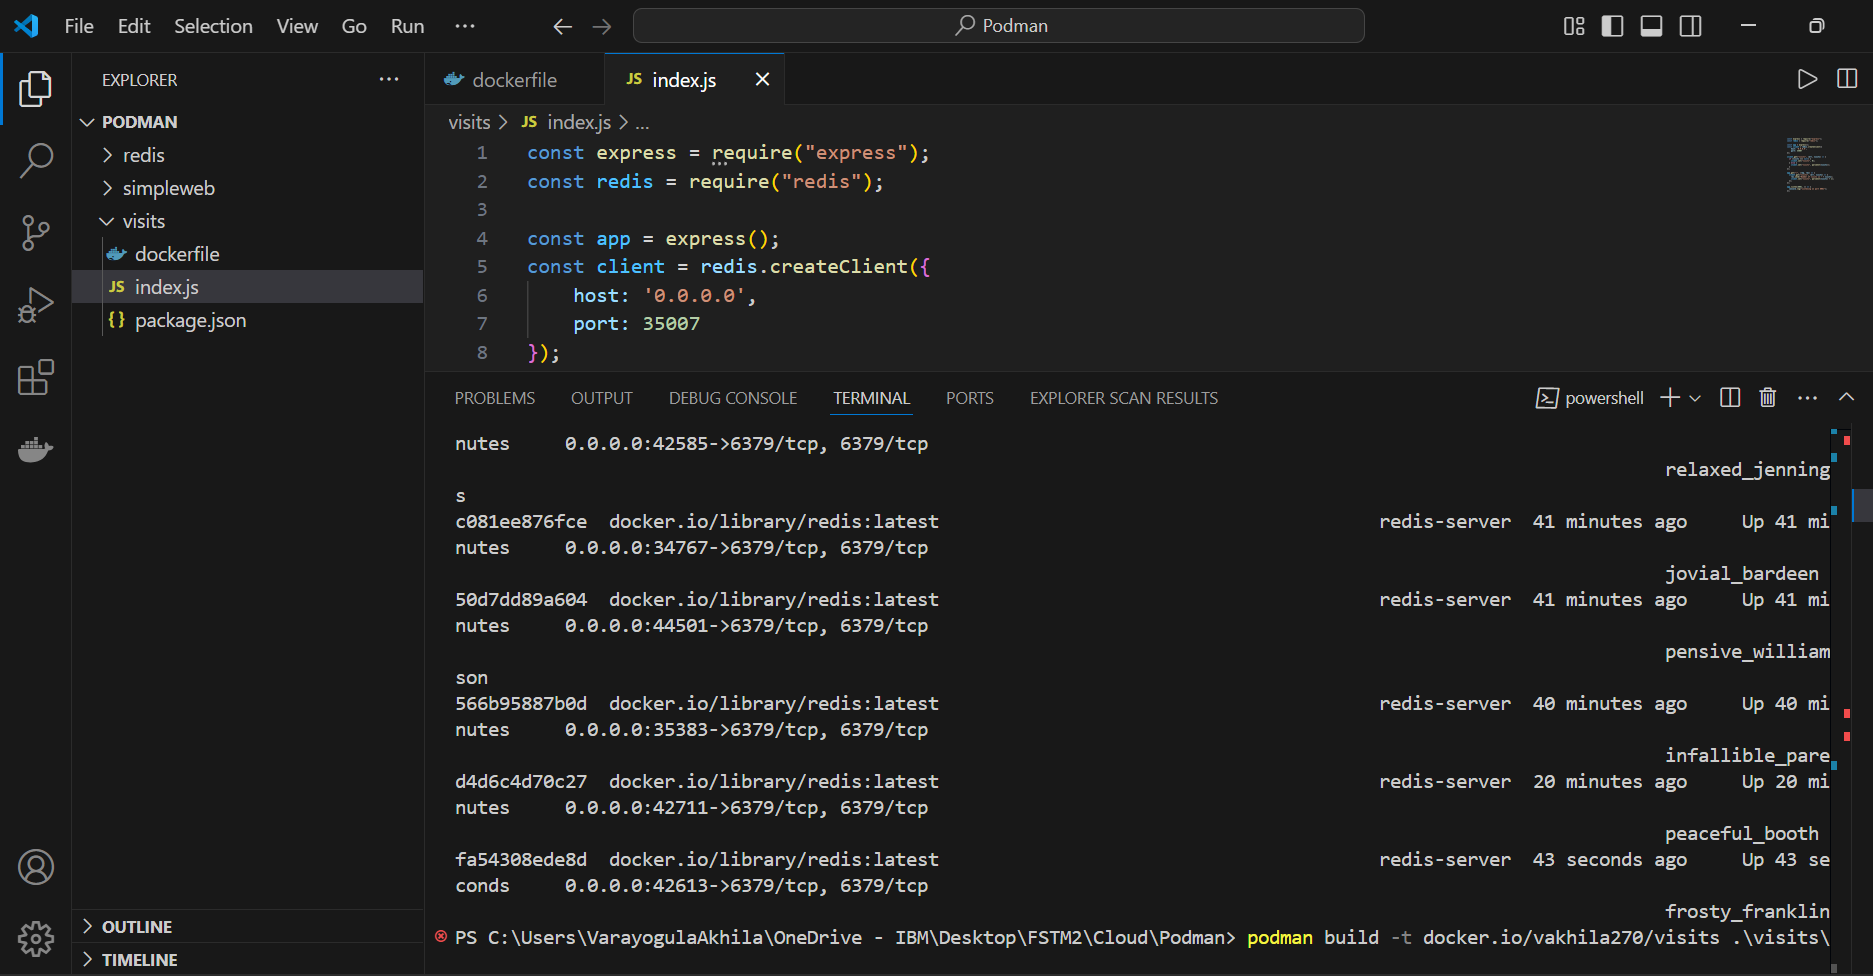 File Edit Selection View Go Run ...
Podman
EXPLORER
PODMAN
redis
simpleweb
visits
dockerfile
JS index.js
{} package.json
OUTLINE
TIMELINE
dockerfile
JS index.js
visits > JS index.js > ...
1 const express = require("express");
2 const redis = require("redis");
3
4 const app = express();
5 const client = redis.createClient({
6 host: '0.0.0.0',
7 port: 35007
8 });
PROBLEMS OUTPUT DEBUG CONSOLE TERMINAL PORTS EXPLORER SCAN RESULTS
powershell
nutes 0.0.0.0:42585->6379/tcp, 6379/tcp
relaxed_jenning
s
c081ee876fce docker.io/library/redis:latest redis-server 41 minutes ago Up 41 mi
nutes 0.0.0.0:34767->6379/tcp, 6379/tcp
jovial_bardeen
50d7dd89a604 docker.io/library/redis:latest redis-server 41 minutes ago Up 41 mi
nutes 0.0.0.0:44501->6379/tcp, 6379/tcp
pensive_william
son
566b95887b0d docker.io/library/redis:latest redis-server 40 minutes ago Up 40 mi
nutes 0.0.0.0:35383->6379/tcp, 6379/tcp
infallible_pare
d4d6c4d70c27 docker.io/library/redis:latest redis-server 20 minutes ago Up 20 mi
nutes 0.0.0.0:42711->6379/tcp, 6379/tcp
peaceful_booth
fa54308ede8d docker.io/library/redis:latest redis-server 43 seconds ago Up 43 se
conds 0.0.0.0:42613->6379/tcp, 6379/tcp
frosty_franklin
PS C:\Users\VarayogulaAkhila\OneDrive - IBM\Desktop\FSTM2\Cloud\Podman> podman build -t docker.io/vakhila270/visits .\visits\